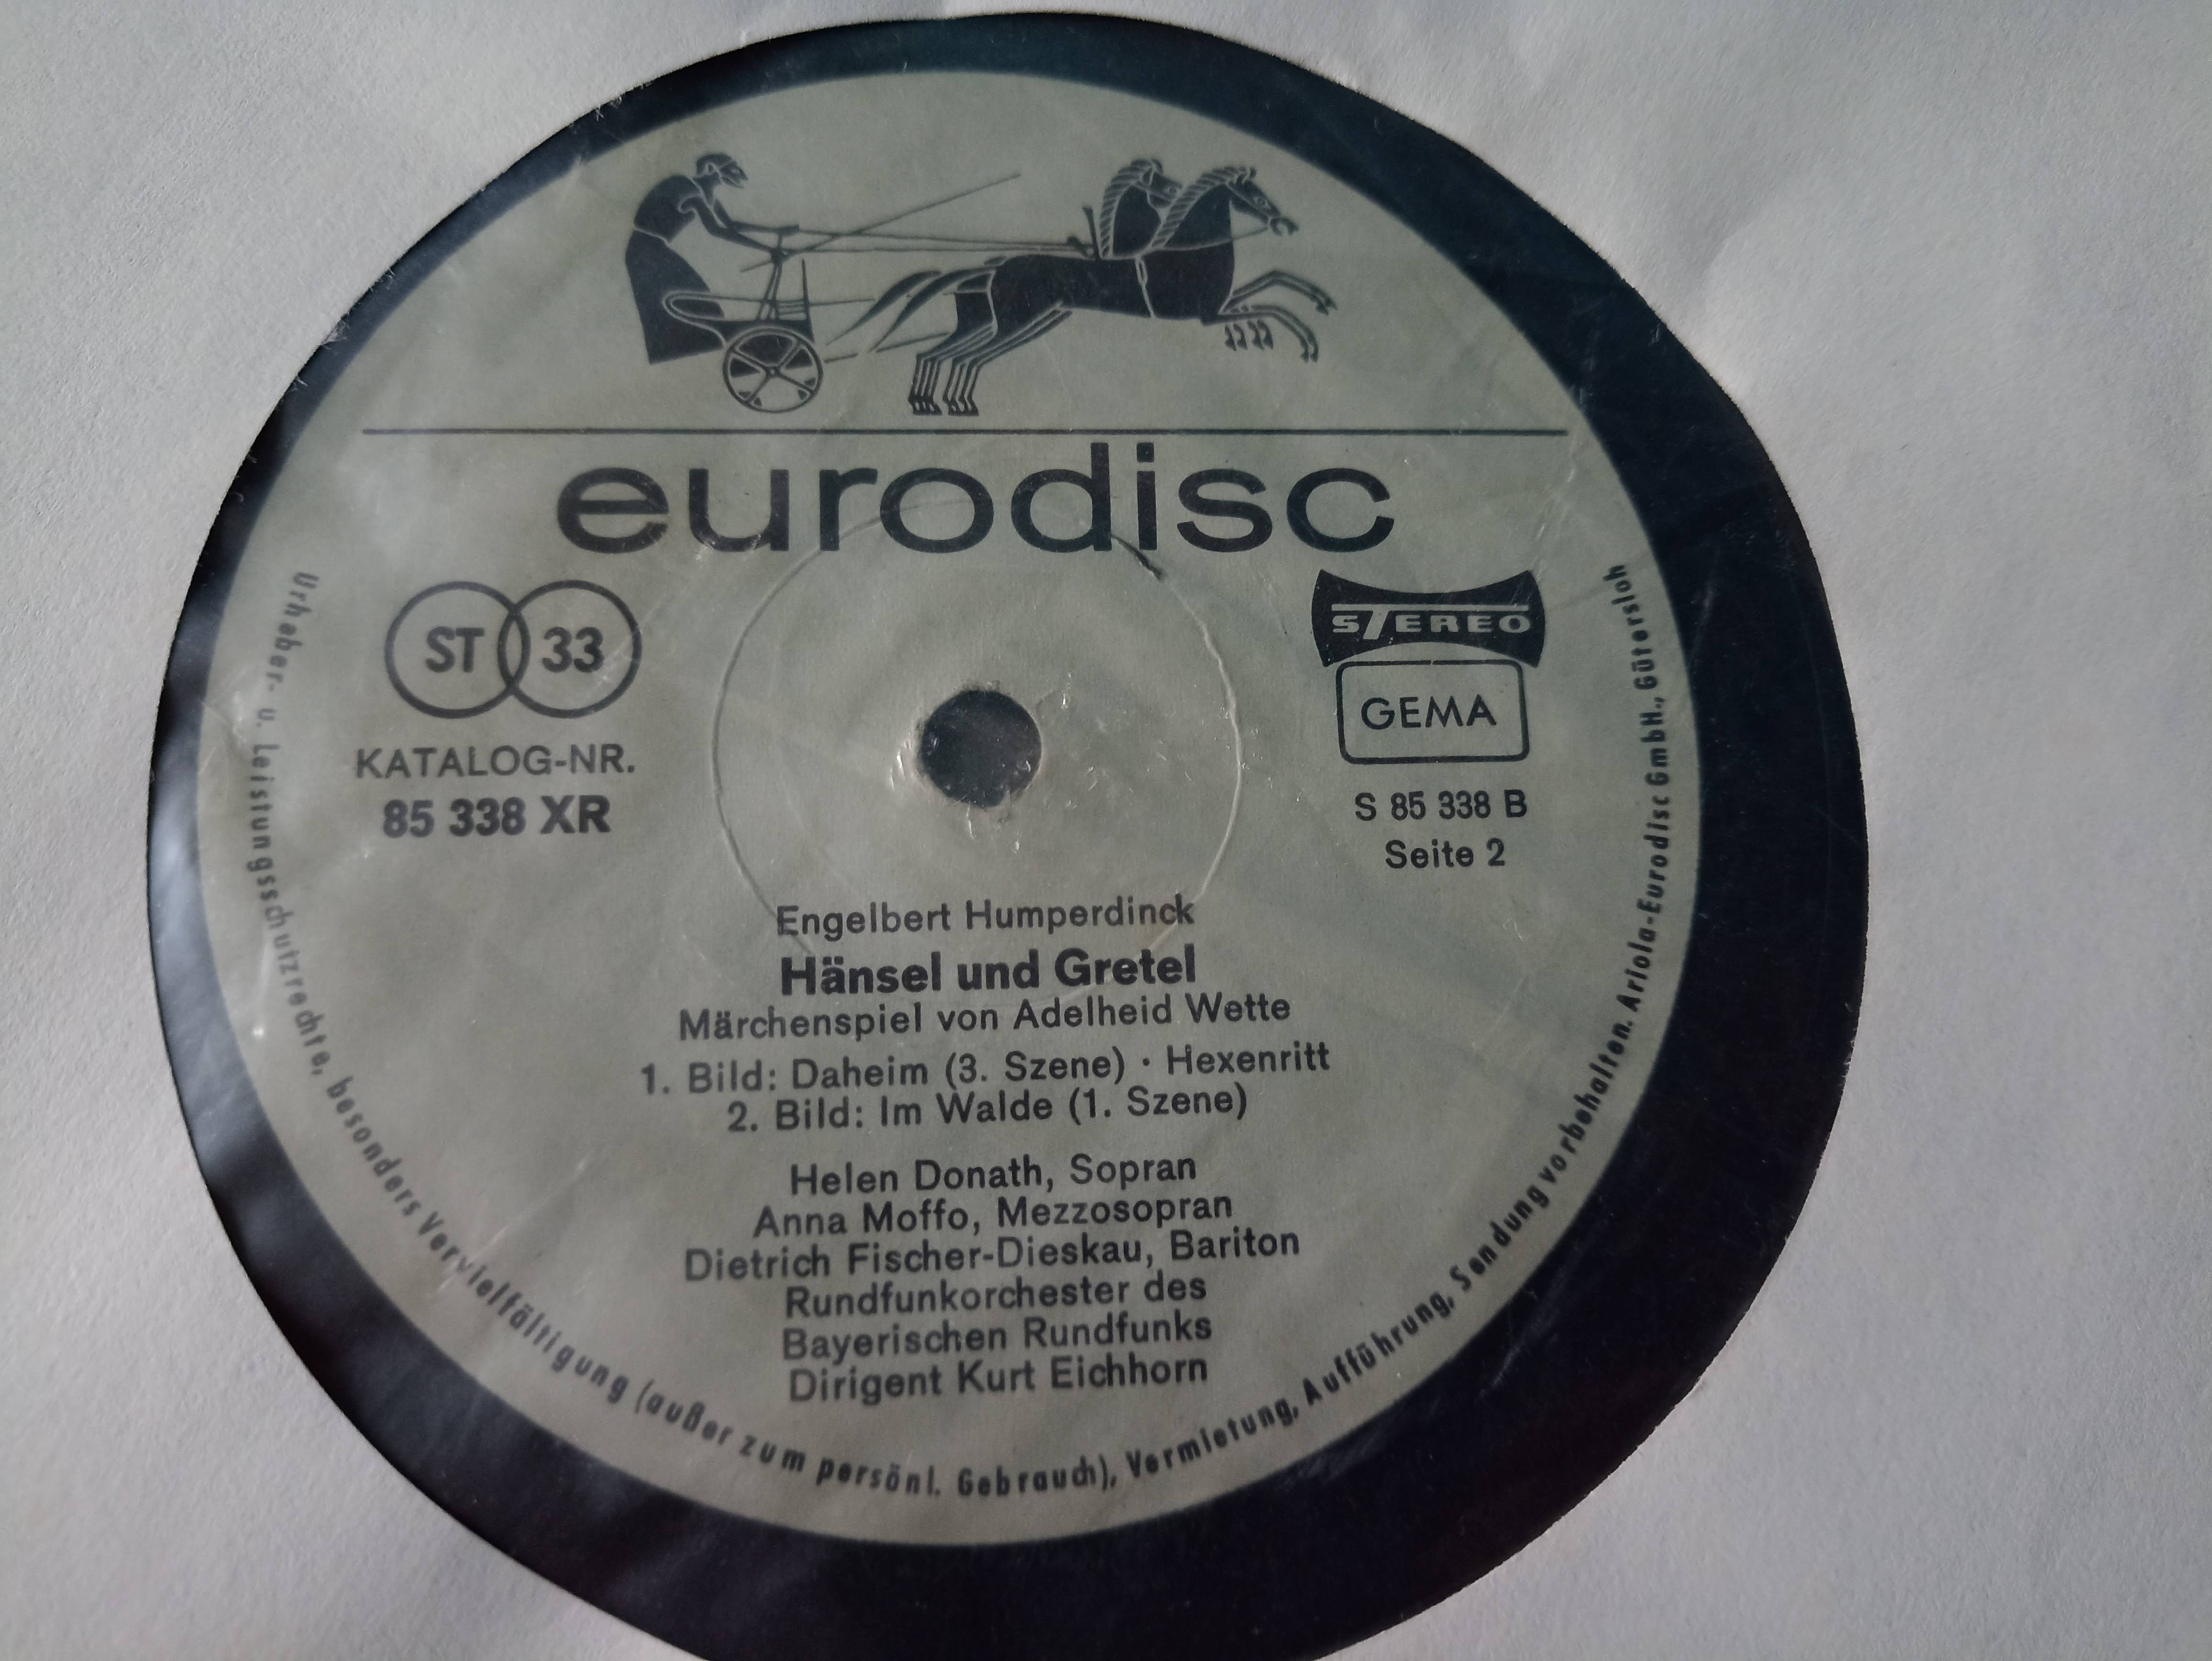 eurodisc
ST 33
KATALOG-NR.
85 338 XR
STEREO
GEMA
S 85 338 B
Seite 2
Engelbert Humperdinck
Hänsel und Gretel
Märchenspiel von Adelheid Wette
1. Bild: Daheim (3. Szene) · Hexenritt
2. Bild: Im Walde (1. Szene)
Helen Donath, Sopran
Anna Moffo, Mezzosopran
Dietrich Fischer-Dieskau, Bariton
Rundfunkorchester des
Bayerischen Rundfunks
Dirigent Kurt Eichhorn
Urheber- u. Leistungsschutzrechte, besonders Vervielfältigung (außer zum persönl. Gebrauch), Vermietung, Aufführung, Sendung vorbehalten. Ariola-Eurodisc GmbH., Gütersloh